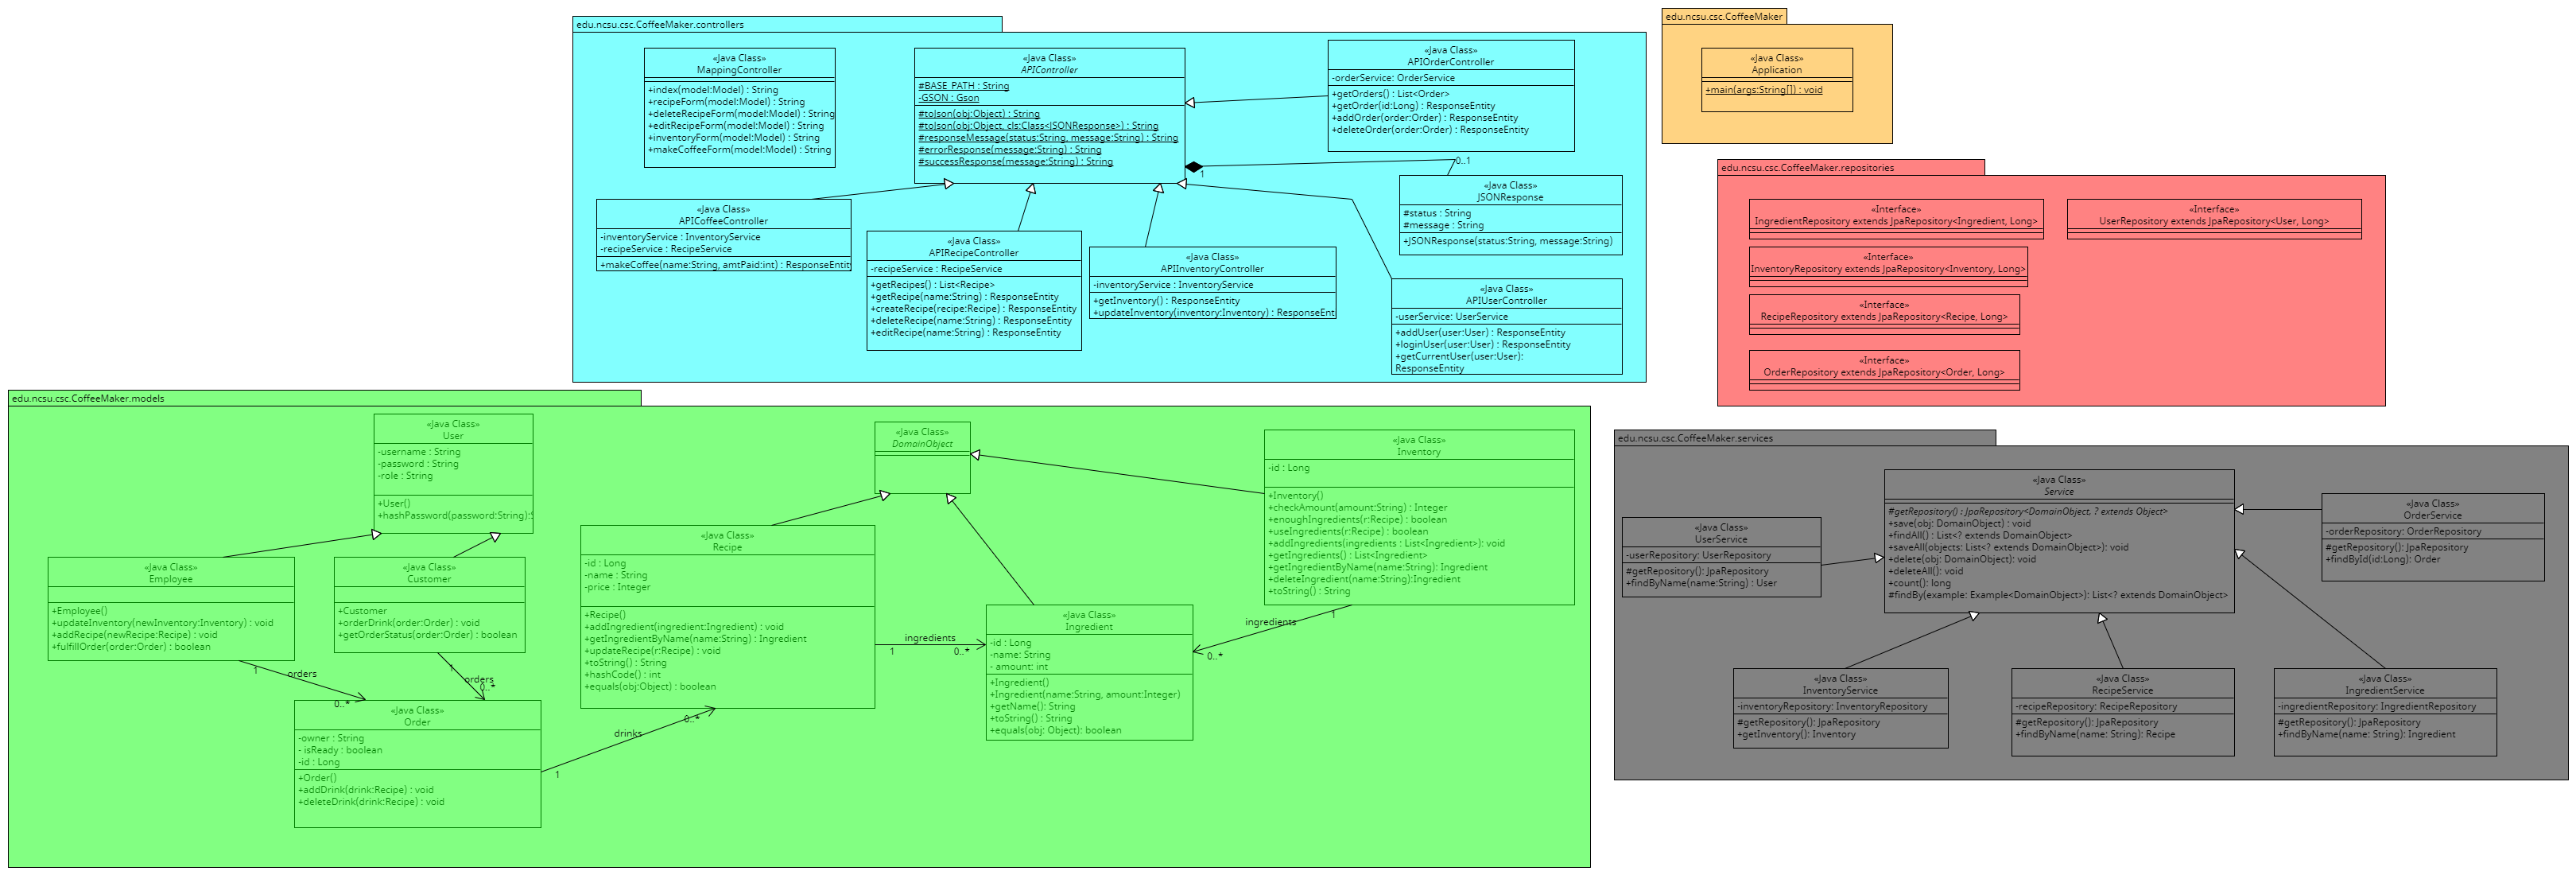 edu.ncsu.csc.CoffeeMaker.controllers
«Java Class»
MappingController
+index(model:Model) : String
+recipeForm(model:Model) : String
+deleteRecipeForm(model:Model) : String
+editRecipeForm(model:Model) : String
+inventoryForm(model:Model) : String
+makeCoffeeForm(model:Model) : String
«Java Class»
APIController
#BASE_PATH : String
-GSON : Gson
#toJson(obj:Object) : String
#toJson(obj:Object, cls:Class<JSONResponse>) : String
#responseMessage(status:String, message:String) : String
#errorResponse(message:String) : String
#successResponse(message:String) : String
«Java Class»
APIOrderController
-orderService: OrderService
+getOrders() : List<Order>
+getOrder(id:Long) : ResponseEntity
+addOrder(order:Order) : ResponseEntity
+deleteOrder(order:Order) : ResponseEntity
1
0..1
«Java Class»
JSONResponse
#status : String
#message : String
+JSONResponse(status:String, message:String)
«Java Class»
APICoffeeController
-inventoryService : InventoryService
-recipeService : RecipeService
+makeCoffee(name:String, amtPaid:int) : ResponseEntit
«Java Class»
APIRecipeController
-recipeService : RecipeService
+getRecipes() : List<Recipe>
+getRecipe(name:String) : ResponseEntity
+createRecipe(recipe:Recipe) : ResponseEntity
+deleteRecipe(name:String) : ResponseEntity
+editRecipe(name:String) : ResponseEntity
«Java Class»
APIInventoryController
-inventoryService : InventoryService
+getInventory() : ResponseEntity
+updateInventory(inventory:Inventory) : ResponseEnt
«Java Class»
APIUserController
-userService: UserService
+addUser(user:User) : ResponseEntity
+loginUser(user:User) : ResponseEntity
+getCurrentUser(user:User):
ResponseEntity
edu.ncsu.csc.CoffeeMaker
«Java Class»
Application
+main(args:String[]) : void
edu.ncsu.csc.CoffeeMaker.repositories
«Interface»
IngredientRepository extends JpaRepository<Ingredient, Long>
«Interface»
UserRepository extends JpaRepository<User, Long>
«Interface»
InventoryRepository extends JpaRepository<Inventory, Long>
«Interface»
RecipeRepository extends JpaRepository<Recipe, Long>
«Interface»
OrderRepository extends JpaRepository<Order, Long>
edu.ncsu.csc.CoffeeMaker.models
«Java Class»
User
-username : String
-password : String
-role : String
+User()
+hashPassword(password:String):S
«Java Class»
DomainObject
«Java Class»
Inventory
-id : Long
+Inventory()
+checkAmount(amount:String) : Integer
+enoughIngredients(r:Recipe) : boolean
+useIngredients(r:Recipe) : boolean
+addIngredients(ingredients : List<Ingredient>): void
+getIngredients() : List<Ingredient>
+getIngredientByName(name:String): Ingredient
+deleteIngredient(name:String):Ingredient
+toString() : String
«Java Class»
Employee
+Employee()
+updateInventory(newInventory:Inventory) : void
+addRecipe(newRecipe:Recipe) : void
+fulfillOrder(order:Order) : boolean
«Java Class»
Customer
+Customer
+orderDrink(order:Order) : void
+getOrderStatus(order:Order) : boolean
«Java Class»
Recipe
-id : Long
-name : String
-price : Integer
+Recipe()
+addIngredient(ingredient:Ingredient) : void
+getIngredientByName(name:String) : Ingredient
+updateRecipe(r:Recipe) : void
+toString() : String
+hashCode() : int
+equals(obj:Object) : boolean
ingredients
1
0..*
«Java Class»
Ingredient
-id : Long
-name: String
- amount: int
+Ingredient()
+Ingredient(name:String, amount:Integer)
+getName(): String
+toString() : String
+equals(obj: Object): boolean
ingredients
1
0..*
1
orders
0..*
1
orders
0..*
«Java Class»
Order
-owner : String
- isReady : boolean
-id : Long
+Order()
+addDrink(drink:Recipe) : void
+deleteDrink(drink:Recipe) : void
1
drinks
0..*
edu.ncsu.csc.CoffeeMaker.services
«Java Class»
Service
#getRepository() : JpaRepository<DomainObject, ? extends Object>
+save(obj: DomainObject) : void
+findAll() : List<? extends DomainObject>
+saveAll(objects: List<? extends DomainObject>): void
+delete(obj: DomainObject): void
+deleteAll(): void
+count(): long
#findBy(example: Example<DomainObject>): List<? extends DomainObject>
«Java Class»
OrderService
-orderRepository: OrderRepository
#getRepository(): JpaRepository
+findById(id:Long): Order
«Java Class»
UserService
-userRepository: UserRepository
#getRepository(): JpaRepository
+findByName(name:String) : User
«Java Class»
InventoryService
-inventoryRepository: InventoryRepository
#getRepository(): JpaRepository
+getInventory(): Inventory
«Java Class»
RecipeService
-recipeRepository: RecipeRepository
#getRepository(): JpaRepository
+findByName(name: String): Recipe
«Java Class»
IngredientService
-ingredientRepository: IngredientRepository
#getRepository(): JpaRepository
+findByName(name: String): Ingredient